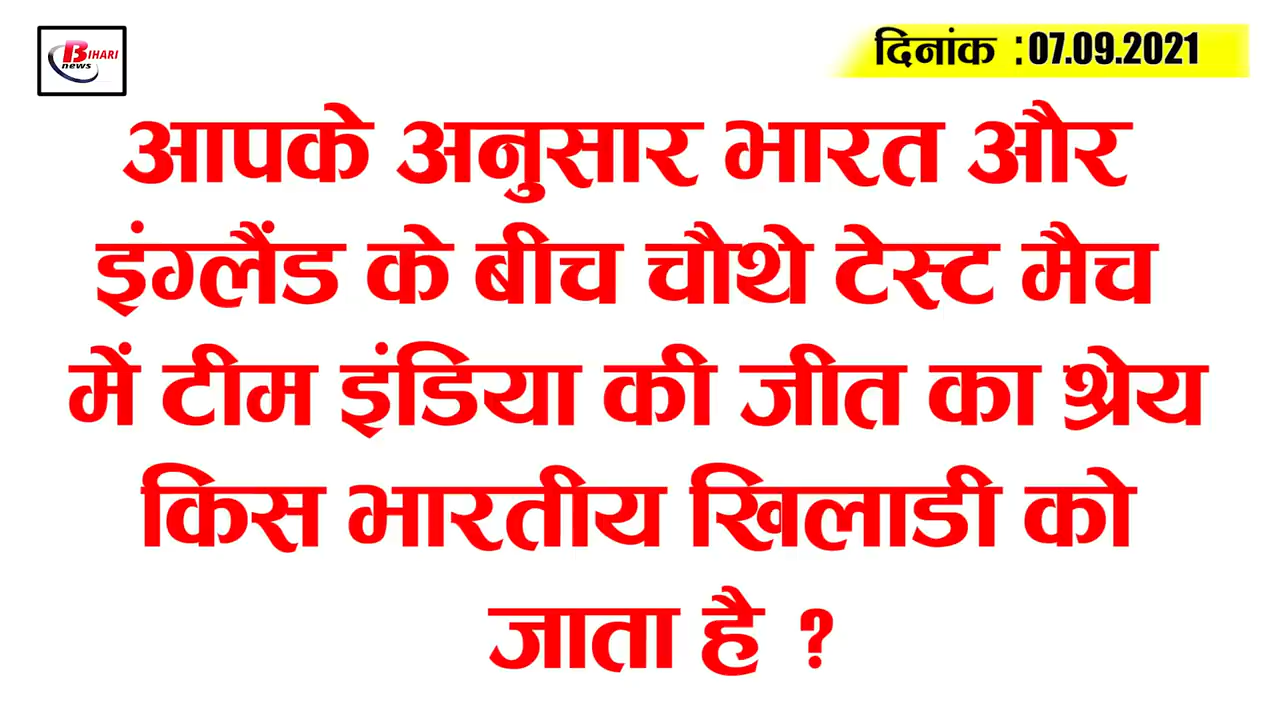 BIHARI
news
दिनांक :07.09.2021
आपके अनुसार भारत और
इंग्लैंड के बीच चौथे टेस्ट मैच
में टीम इंडिया की जीत का श्रेय
किस भारतीय खिलाडी को
जाता है ?